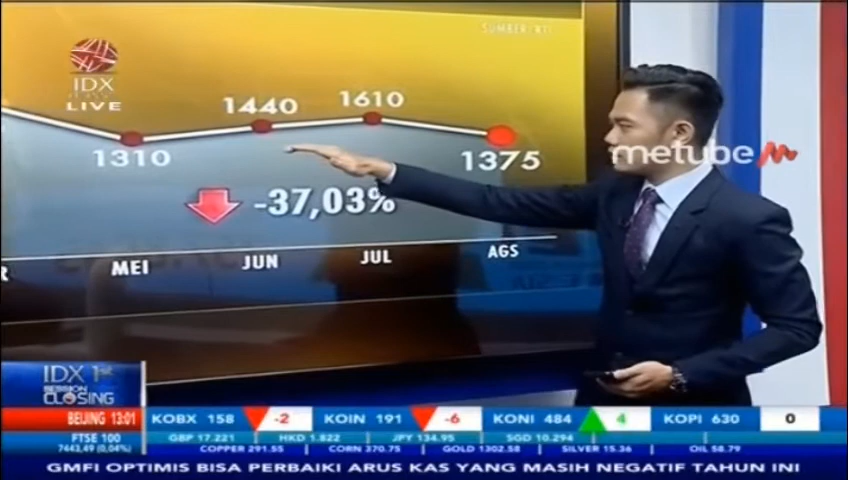 SUMBER: RTI
IDX
LIVE
1440
1610
1310
1375
metube
-37,03%
MEI
JUN
JUL
AGS
IDX 1st
SESSION
CLOSING
BEIJING 13:01
KOBX 158 -2 KOIN 191 -6 KONI 484 4 KOPI 630 0
FTSE 100
7443,49 (0,04%)
GBP 17.221 HKD 1.822 JPY 134.95 SGD 10.294
COPPER 291.55 CORN 370.75 GOLD 1302.58 SILVER 15.36 OIL 58.79
GMFI OPTIMIS BISA PERBAIKI ARUS KAS YANG MASIH NEGATIF TAHUN INI